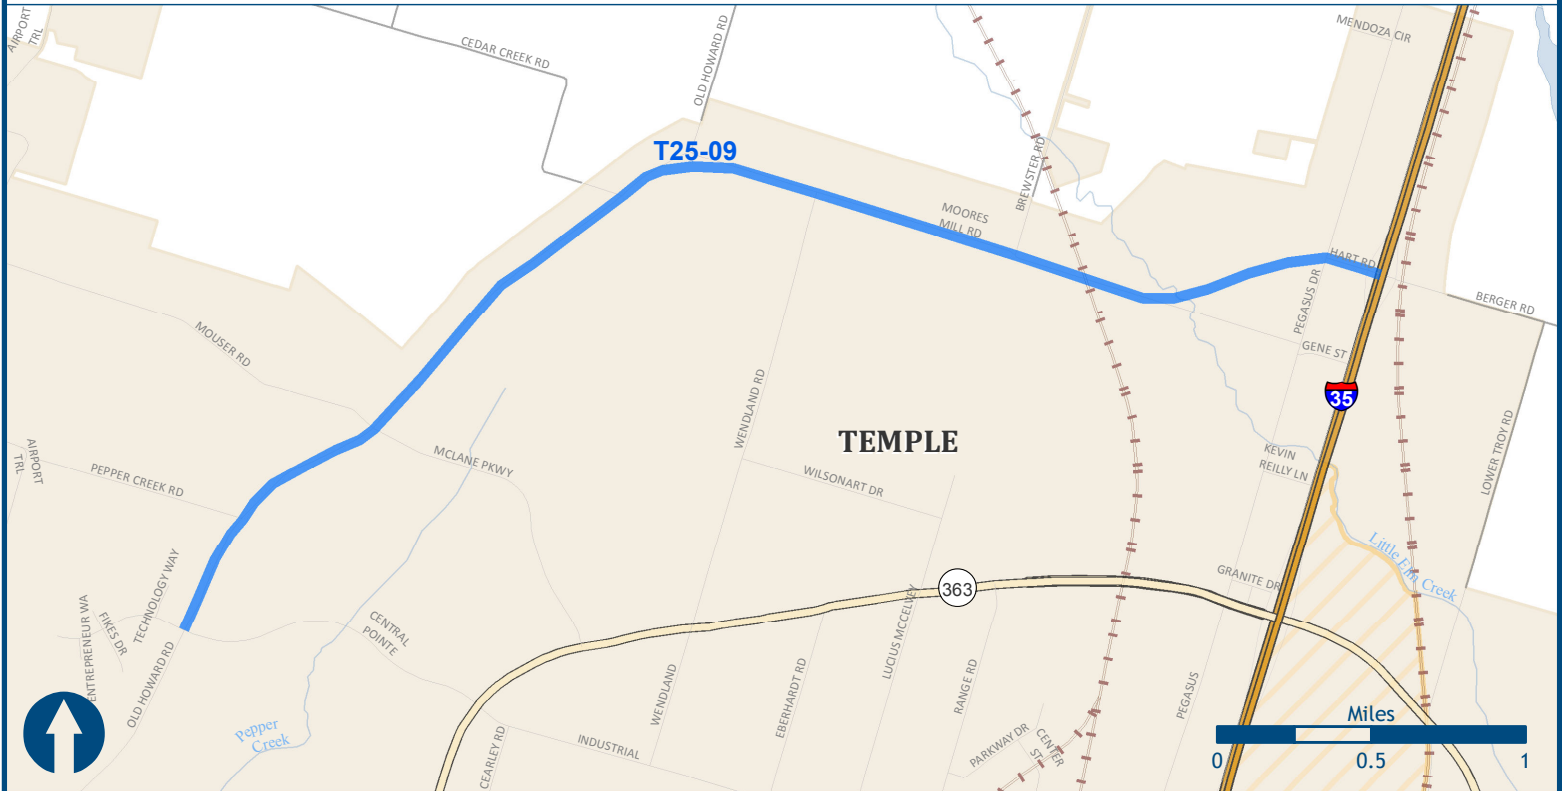 AIRPORT
TRL
CEDAR CREEK RD
OLD HOWARD RD
MENDOZA CIR
T25-09
BREWSTER RD
MOORES
MILL RD
HART RD
PEGASUS DR
BERGER RD
GENE ST
MOUSER RD
WENDLAND RD
35
TEMPLE
LOWER TROY RD
AIRPORT
TRL
PEPPER CREEK RD
MCLANE PKWY
WILSONART DR
KEVIN
REILLY LN
Little Elm Creek
TECHNOLOGY WAY
GRANITE DR
363
ENTREPRENEUR WA
FIKES DR
CENTRAL
POINTE
LUCIUS MCCELVEY
OLD HOWARD RD
WENDLAND
EBERHARDT RD
RANGE RD
PEGASUS
Pepper
Creek
CEARLEY RD
INDUSTRIAL
PARKWAY DR
CENTER
ST
Miles
0
0.5
1